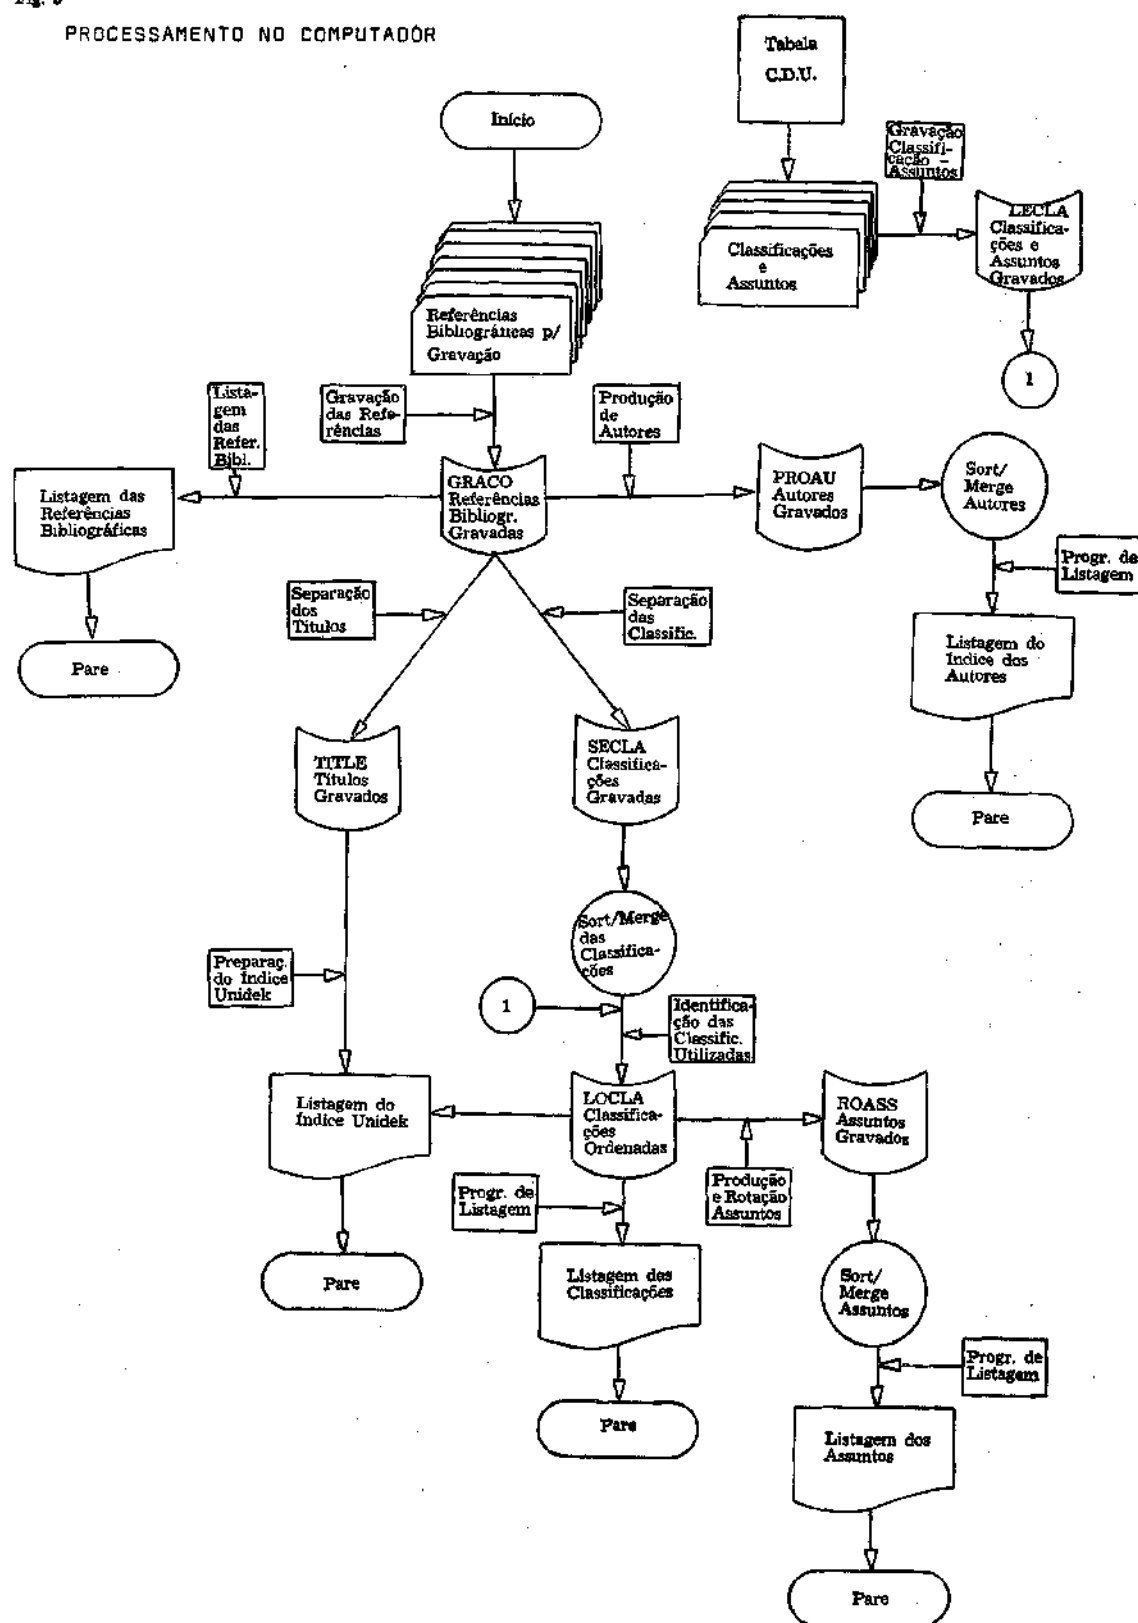 PROCESSAMENTO NO COMPUTADOR
Tabela
C.D.U.
Início
Gravação
Classifi-
cação –
Assuntos
LECLA
Classifica-
ções e
Assuntos
Gravados
Classificações
e
Assuntos
1
Referências
Bibliográficas p/
Gravação
Lista-
gem
das
Refer.
Bibl.
Gravação
das Refe-
rências
Produção
de
Autores
Listagem das
Referências
Bibliográficas
GRACO
Referências
Bibliogr.
Gravadas
PROAU
Autores
Gravados
Sort/
Merge
Autores
Progr. de
Listagem
Separação
dos
Títulos
Separação
das
Classific.
Pare
Listagem do
Indice dos
Autores
TITLE
Títulos
Gravados
SECLA
Classifica-
ções
Gravadas
Pare
Sort/Merge
das
Classifica-
ções
Preparaç.
do Índice
Unidek
1
Identifica-
ção das
Classific.
Utilizadas
Listagem do
Índice Unidek
LOCLA
Classifica-
ções
Ordenadas
ROASS
Assuntos
Gravados
Progr. de
Listagem
Produção
e Rotação
Assuntos
Pare
Listagem das
Classificações
Sort/
Merge
Assuntos
Progr. de
Listagem
Pare
Listagem dos
Assuntos
Pare